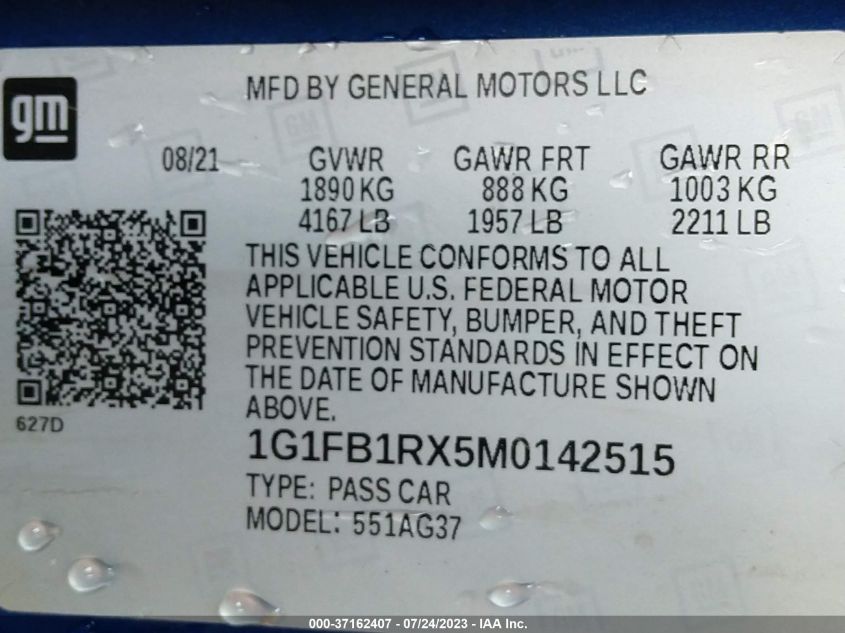 MFD BY GENERAL MOTORS LLC
gm
08/21 GVWR GAWR FRT GAWR RR
1890 KG 888 KG 1003 KG
4167 LB 1957 LB 2211 LB
THIS VEHICLE CONFORMS TO ALL
APPLICABLE U.S. FEDERAL MOTOR
VEHICLE SAFETY, BUMPER, AND THEFT
PREVENTION STANDARDS IN EFFECT ON
THE DATE OF MANUFACTURE SHOWN
ABOVE.
627D
1G1FB1RX5M0142515
TYPE: PASS CAR
MODEL: 551AG37
000-37162407 - 07/24/2023 - IAA Inc.